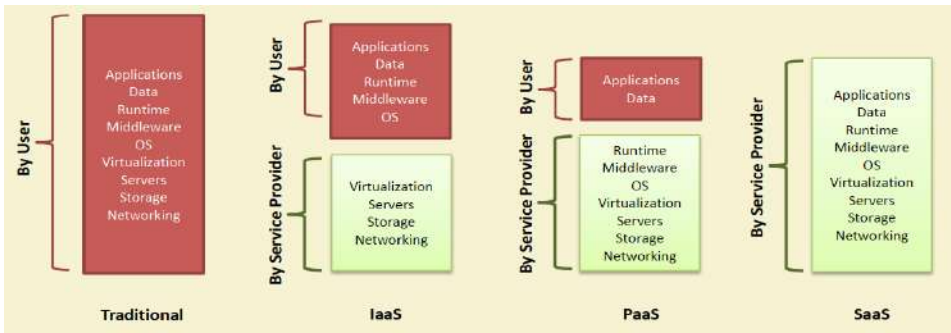 By User
Applications
Data
Runtime
Middleware
OS
Virtualization
Servers
Storage
Networking
Traditional
By User
Applications
Data
Runtime
Middleware
OS
By Service Provider
Virtualization
Servers
Storage
Networking
IaaS
By User
Applications
Data
By Service Provider
Runtime
Middleware
OS
Virtualization
Servers
Storage
Networking
PaaS
By Service Provider
Applications
Data
Runtime
Middleware
OS
Virtualization
Servers
Storage
Networking
SaaS